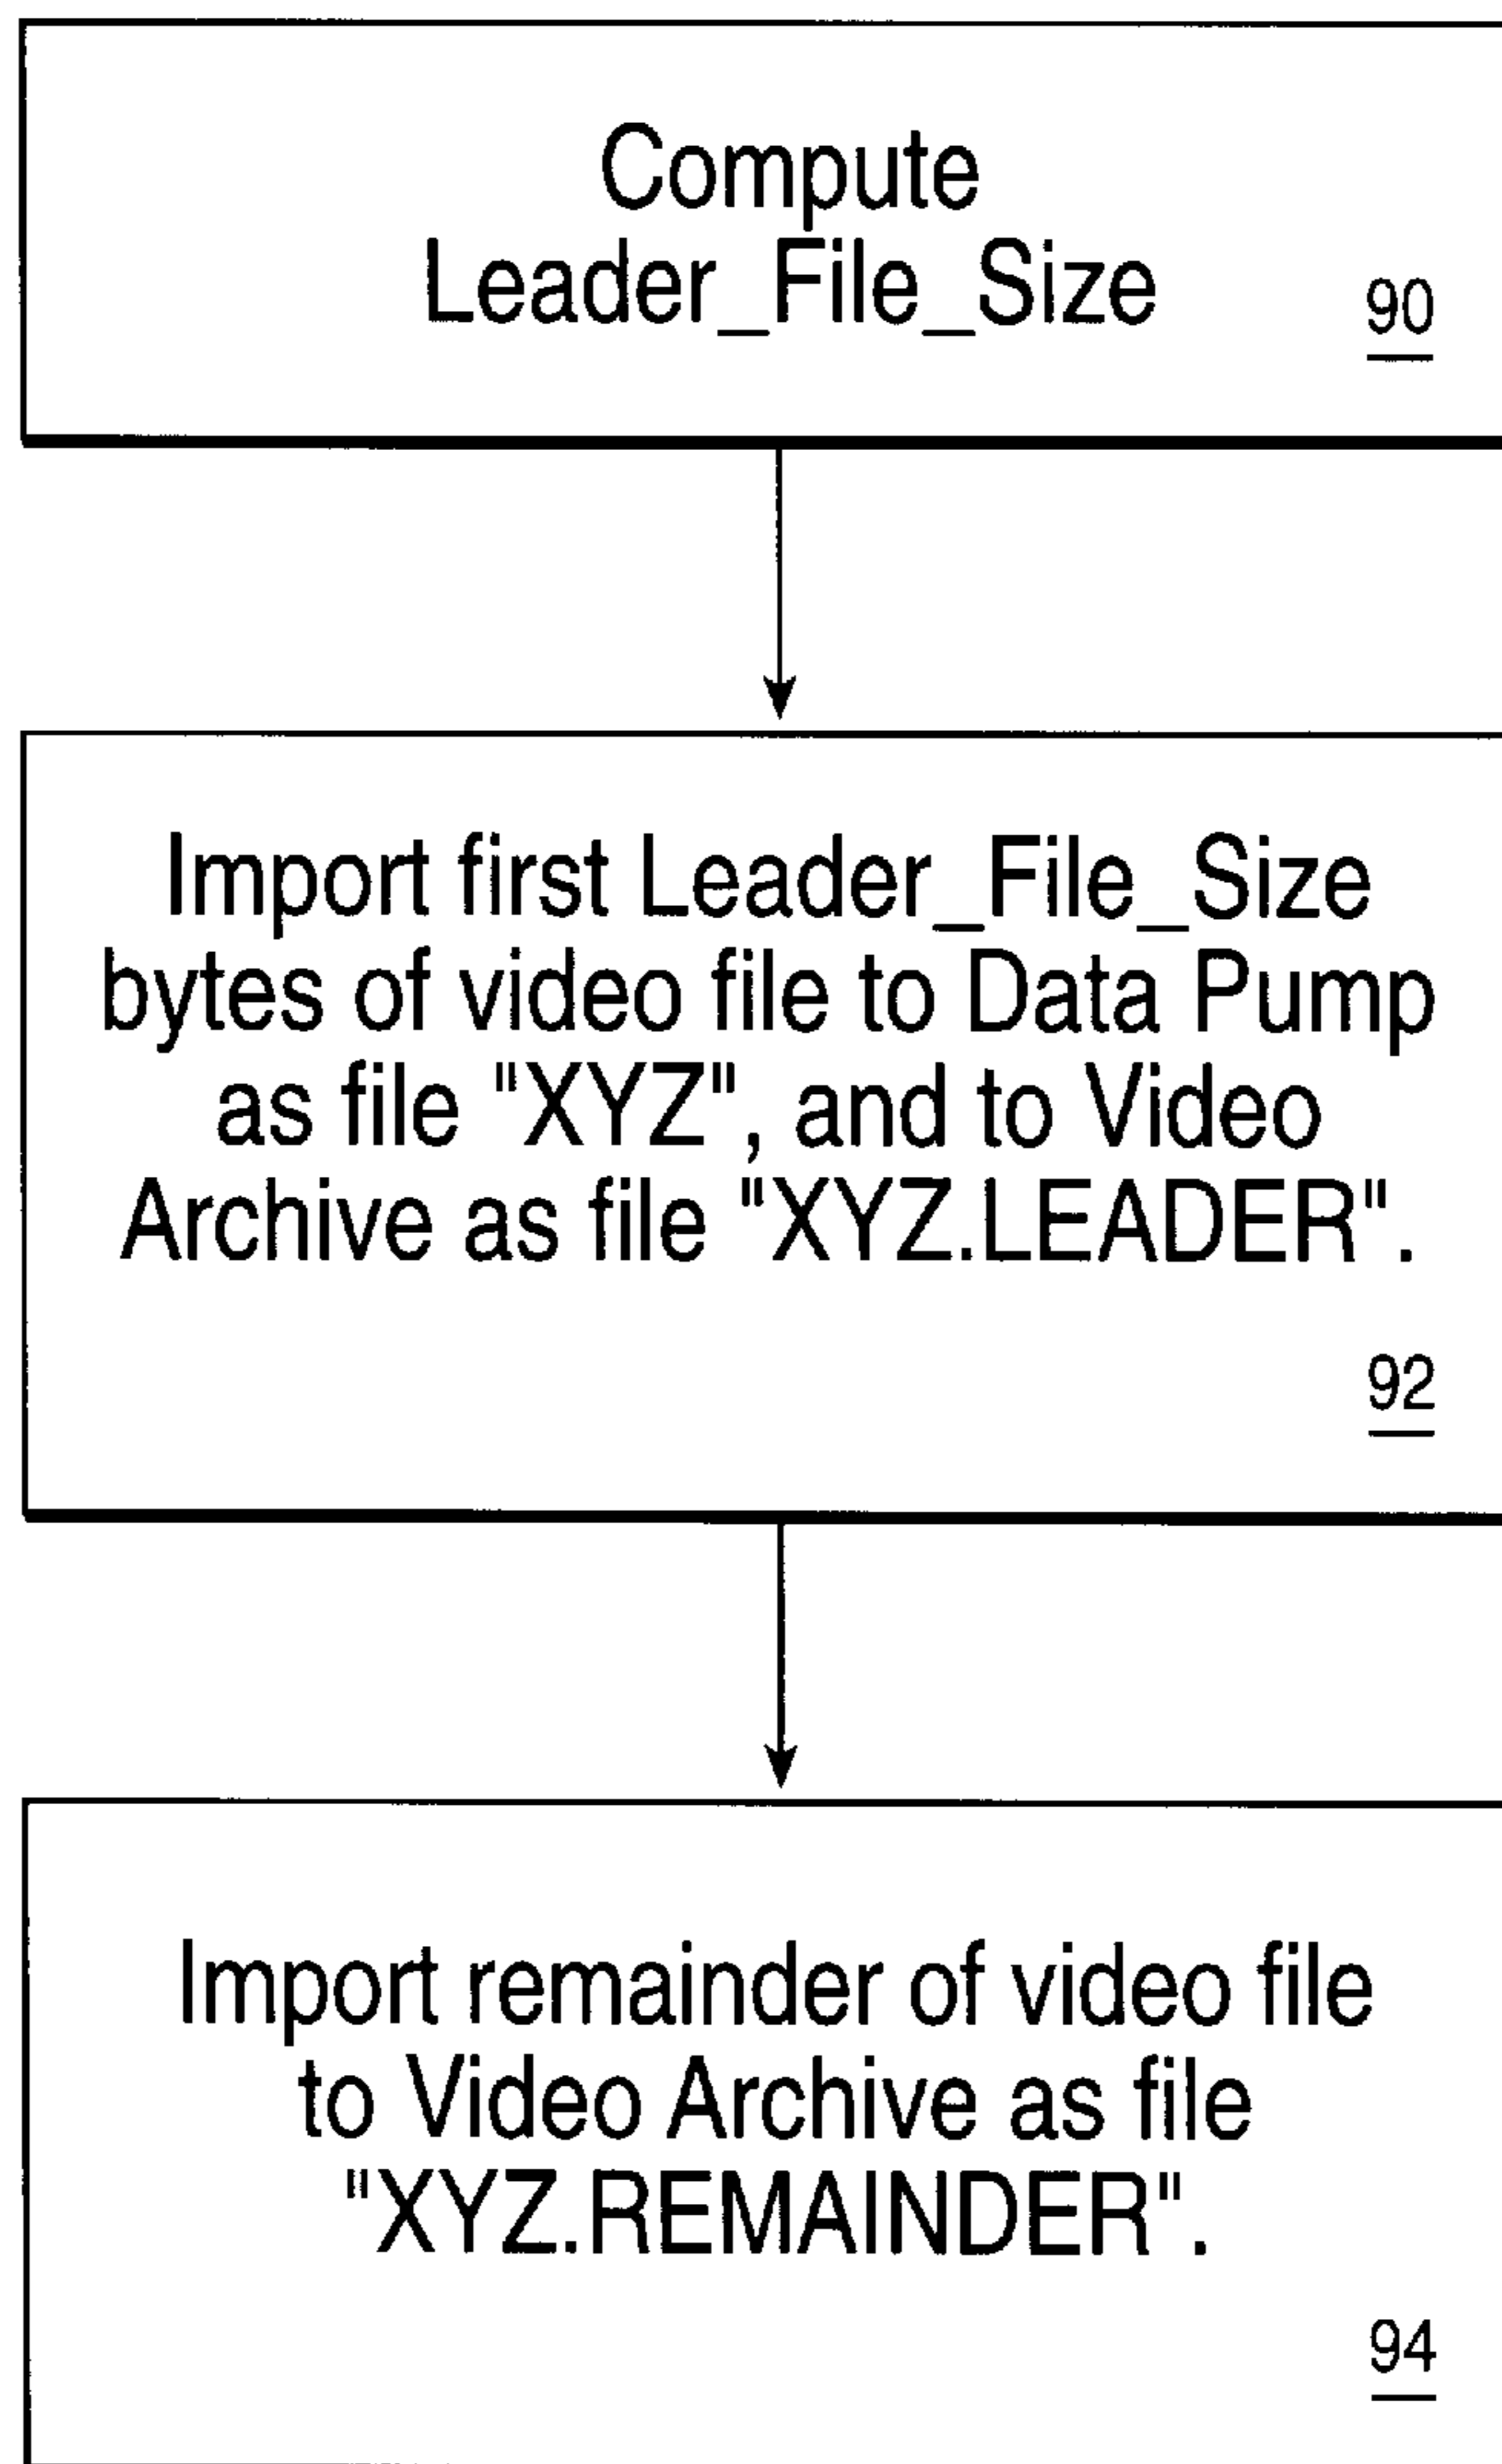 Compute
Leader_File_Size
90
Import first Leader_File_Size
bytes of video file to Data Pump
as file "XYZ", and to Video
Archive as file "XYZ.LEADER".
92
Import remainder of video file
to Video Archive as file
"XYZ.REMAINDER".
94